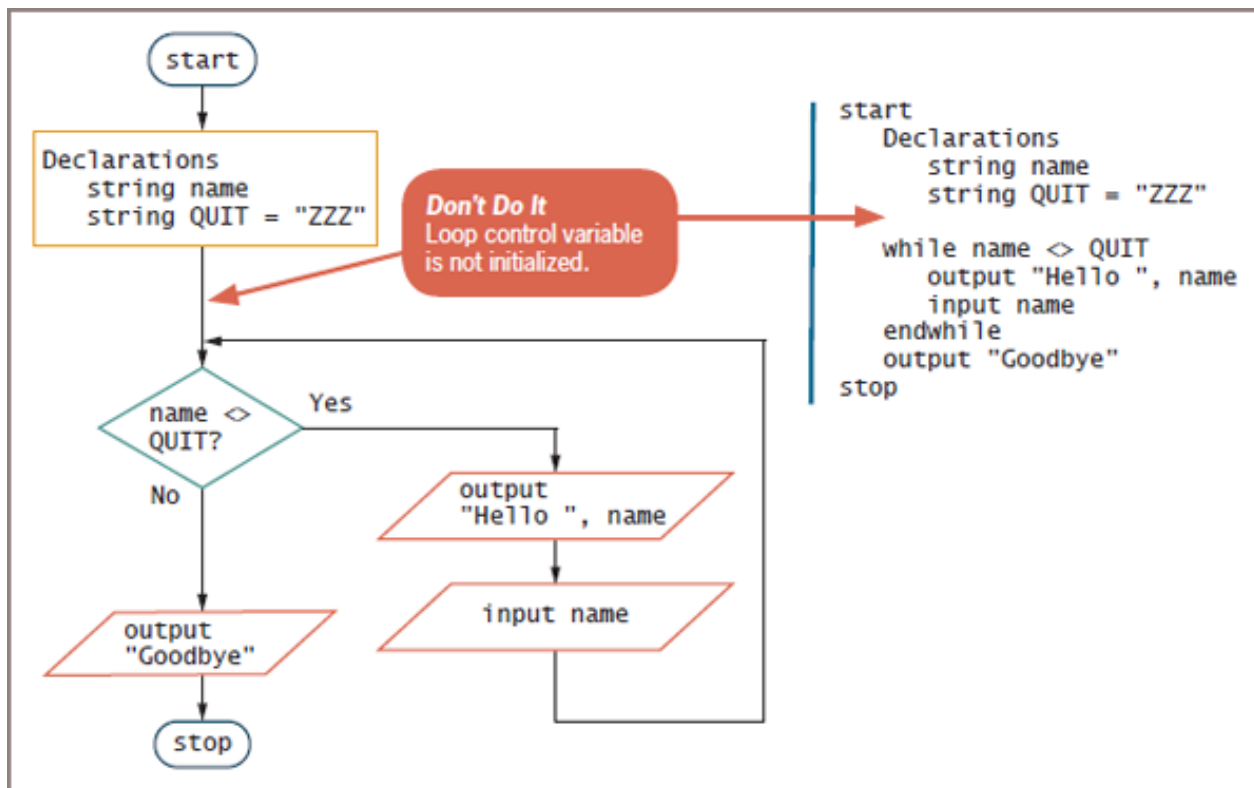 start
Declarations
string name
string QUIT = "ZZZ"
Don't Do It
Loop control variable
is not initialized.
name <>
QUIT?
Yes
No
output
"Hello ", name
input name
output
"Goodbye"
stop
start
Declarations
string name
string QUIT = "ZZZ"
while name <> QUIT
output "Hello ", name
input name
endwhile
output "Goodbye"
stop